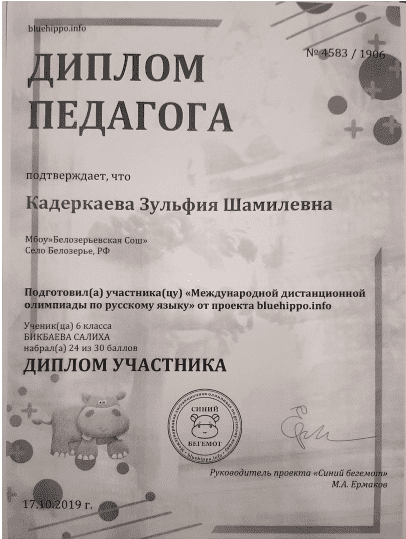 bluehippo.info
№ 4583 / 1906
ДИПЛОМ
ПЕДАГОГА
подтверждает, что
Кадеркаева Зульфия Шамилевна
Мбоу»Белозерьевская Сош»
Село Белозерье, РФ
Подготовил(а) участника(цу) «Международной дистанционной
олимпиады по русскому языку» от проекта bluehippo.info
Ученик(ца) 6 класса
БИКБАЕВА САЛИХА
набрал(а) 24 из 30 баллов
ДИПЛОМ УЧАСТНИКА
СИНИЙ
БЕГЕМОТ
Руководитель проекта «Синий бегемот»
М.А. Ермаков
17.10.2019 г.